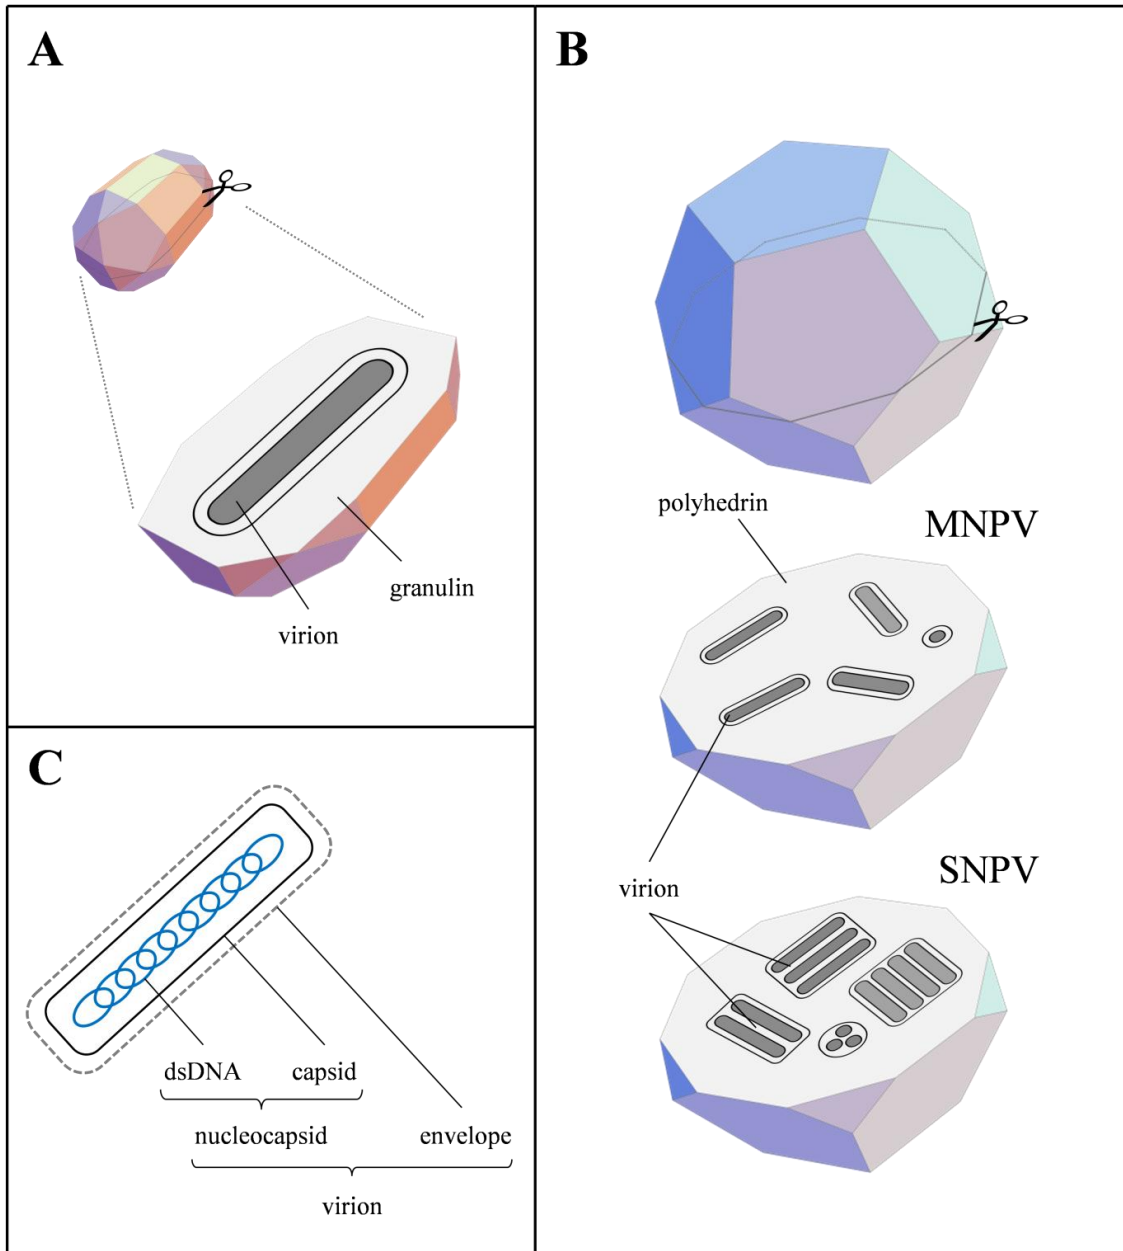 A
granulin
virion
B
polyhedrin
MNPV
virion
SNPV
C
dsDNA capsid
nucleocapsid envelope
virion